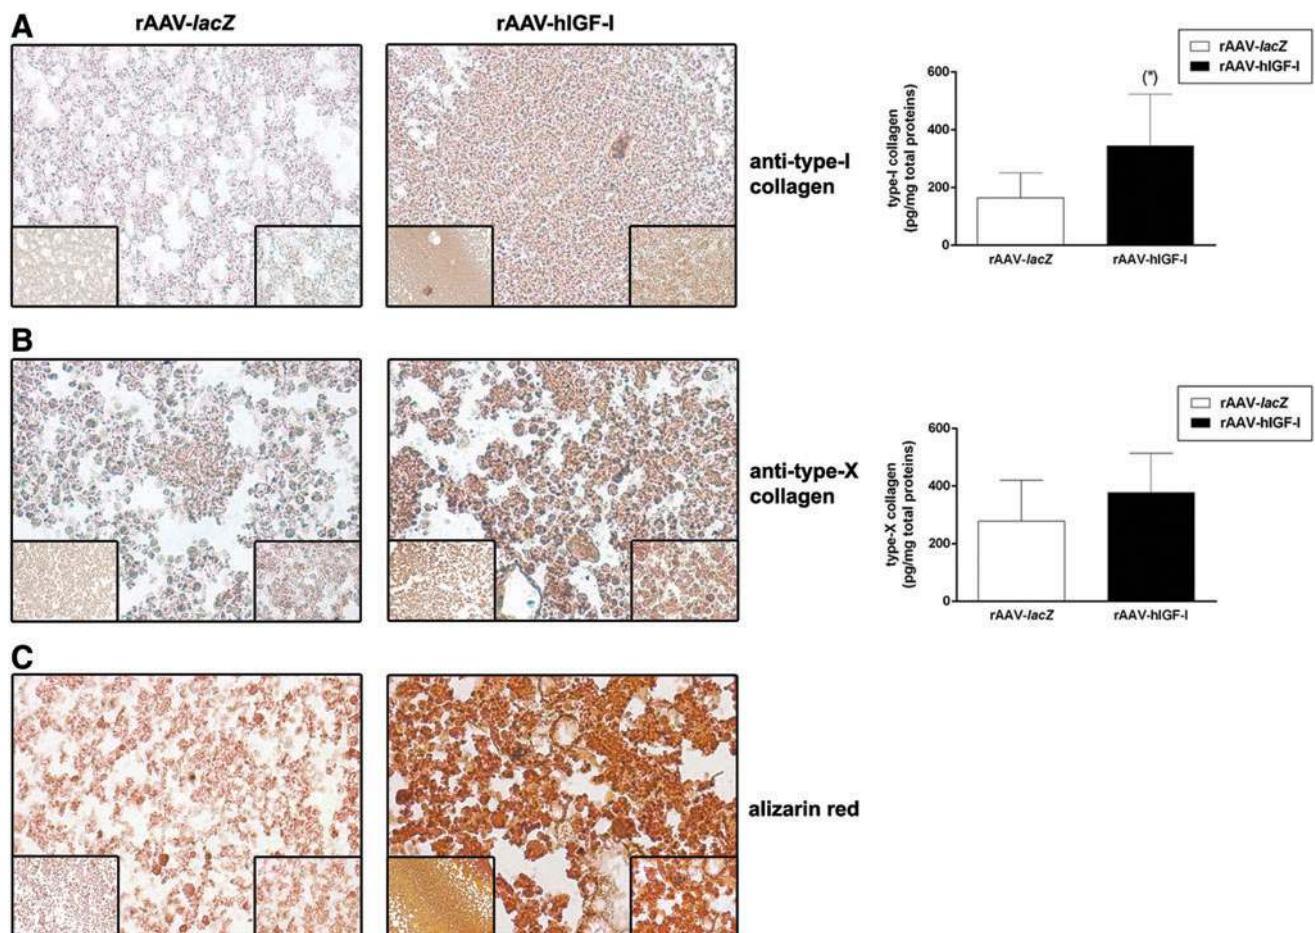 A
rAAV-lacZ
rAAV-hIGF-I
anti-type-I
collagen
rAAV-lacZ
rAAV-hIGF-I
(*)
600
400
200
0
type-I collagen
(pg/mg total proteins)
rAAV-lacZ
rAAV-hIGF-I
B
anti-type-X
collagen
rAAV-lacZ
rAAV-hIGF-I
600
400
200
0
type-X collagen
(pg/mg total proteins)
rAAV-lacZ
rAAV-hIGF-I
C
alizarin red